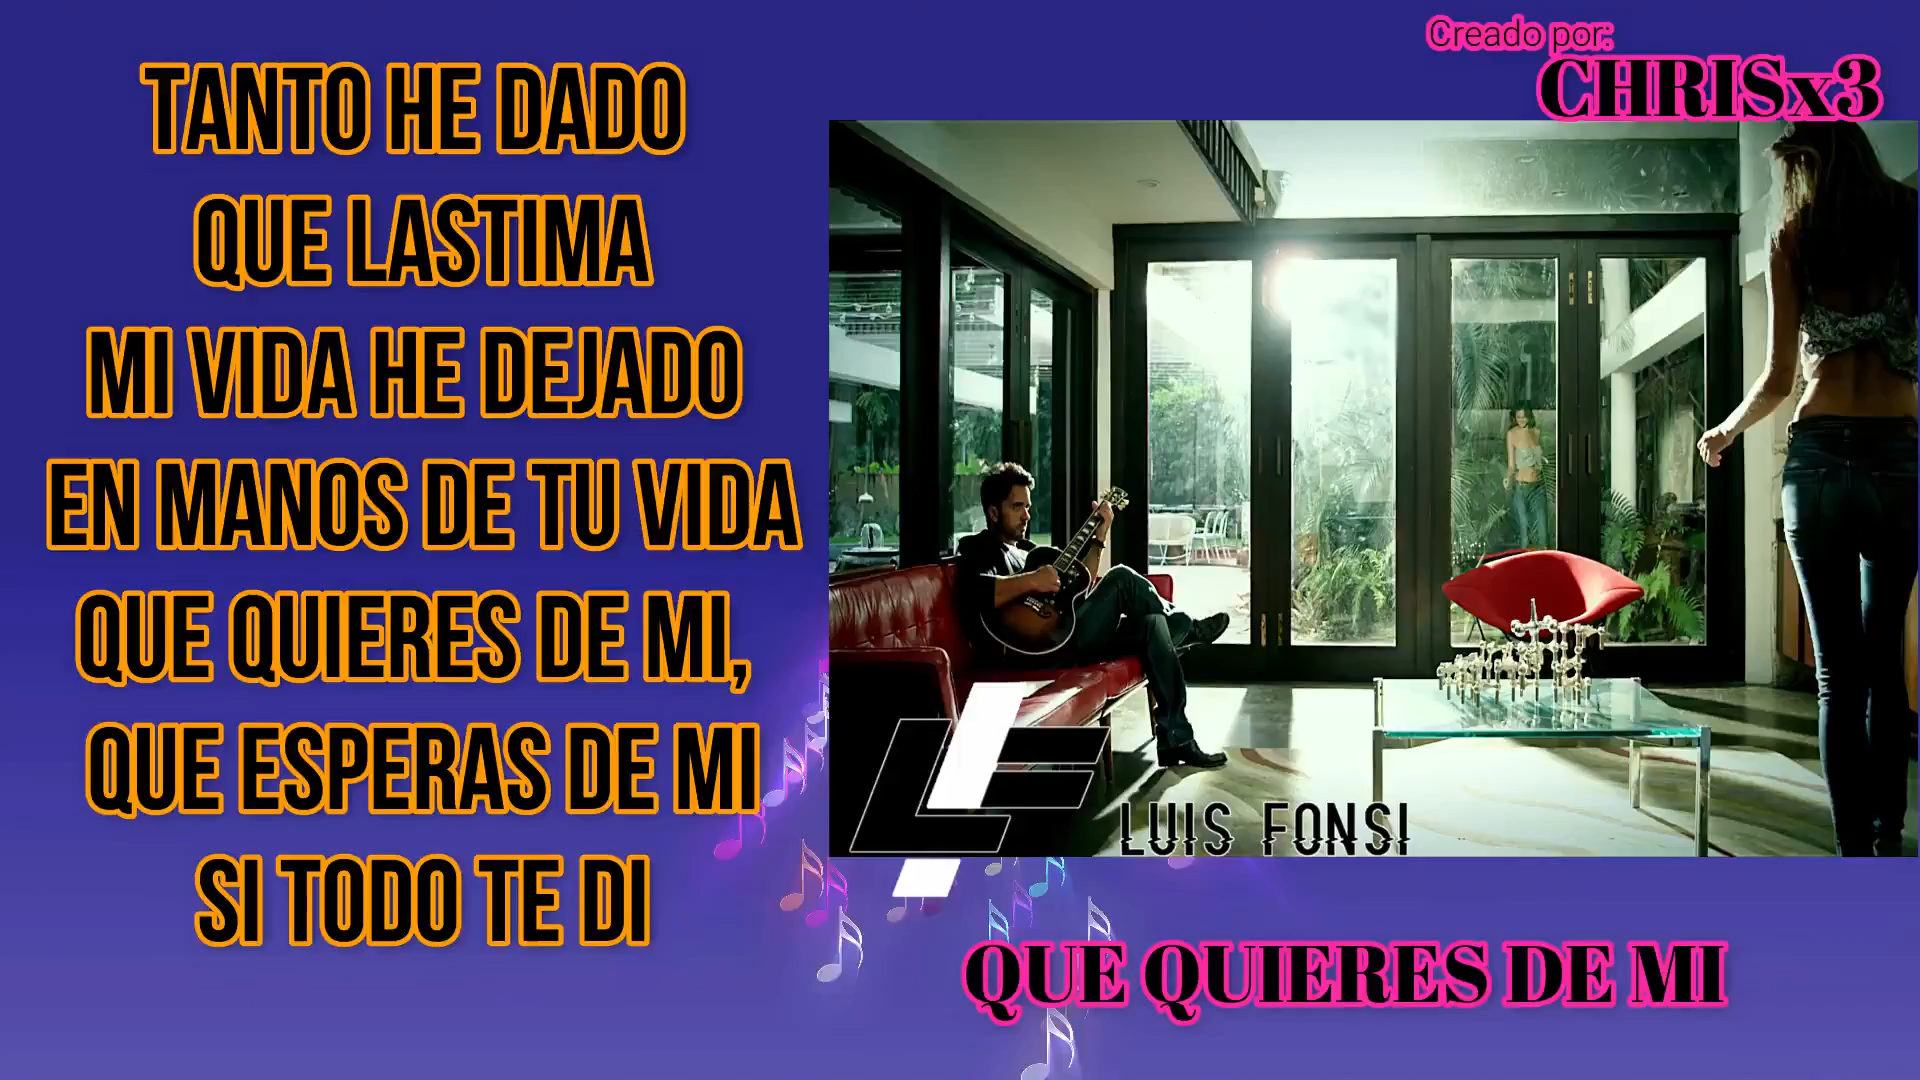 TANTO HE DADO
QUE LASTIMA
MI VIDA HE DEJADO
EN MANOS DE TU VIDA
QUE QUIERES DE MI,
QUE ESPERAS DE MI
SI TODO TE DI
Creado por:
CHRISx3
LF
LUIS FONSI
QUE QUIERES DE MI